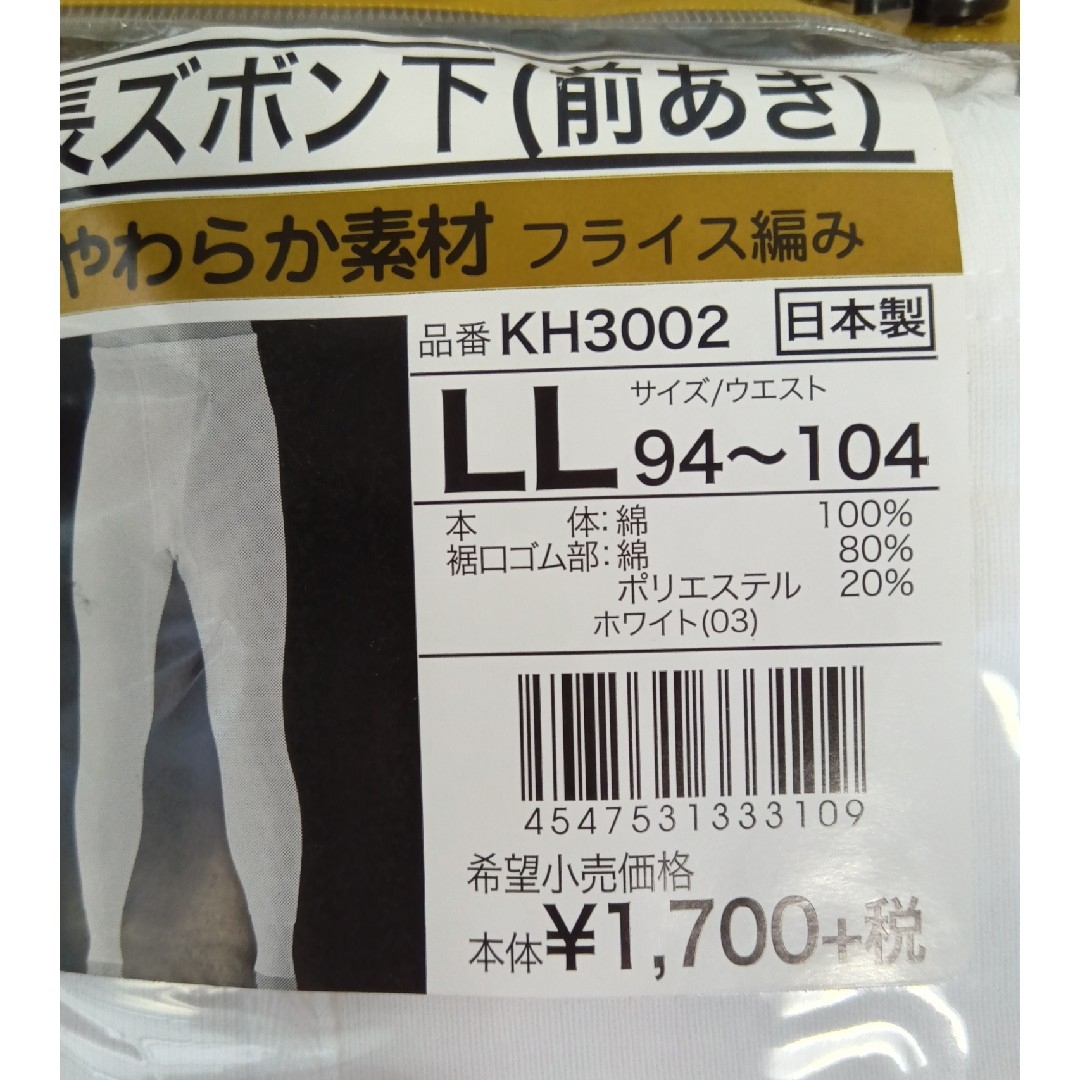 長ズボン下(前あき)
やわらか素材 フライス編み
品番 KH3002 日本製
サイズ/ウエスト
LL 94～104
本体:綿 100%
裾口ゴム部:綿 80%
ポリエステル 20%
ホワイト(03)
4547531333109
希望小売価格
本体¥1,700+税